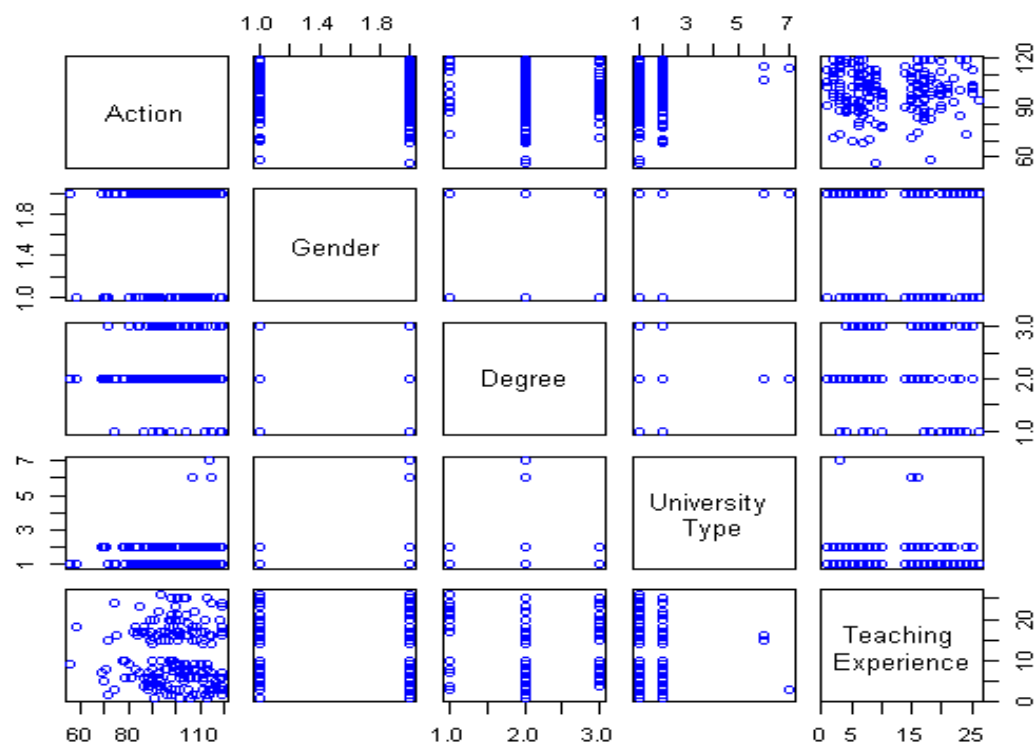 1.0 1.4 1.8 1 3 5 7
Action
60 90 120
1.0 1.4 1.8
Gender
Degree
1.0 2.0 3.0
1 3 5 7
University
Type
Teaching
Experience
0 10 20
60 80 110 1.0 2.0 3.0 0 5 15 25